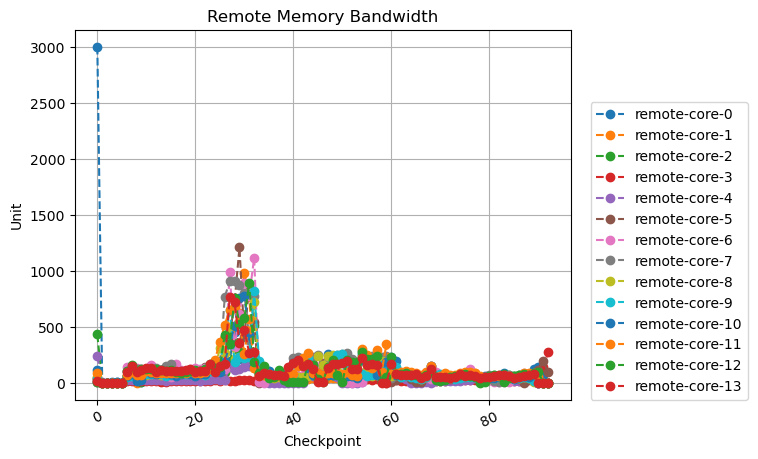 Remote Memory Bandwidth
3000
2500
2000
1500
1000
500
0
Unit
0
20
40
60
80
Checkpoint
remote-core-0
remote-core-1
remote-core-2
remote-core-3
remote-core-4
remote-core-5
remote-core-6
remote-core-7
remote-core-8
remote-core-9
remote-core-10
remote-core-11
remote-core-12
remote-core-13